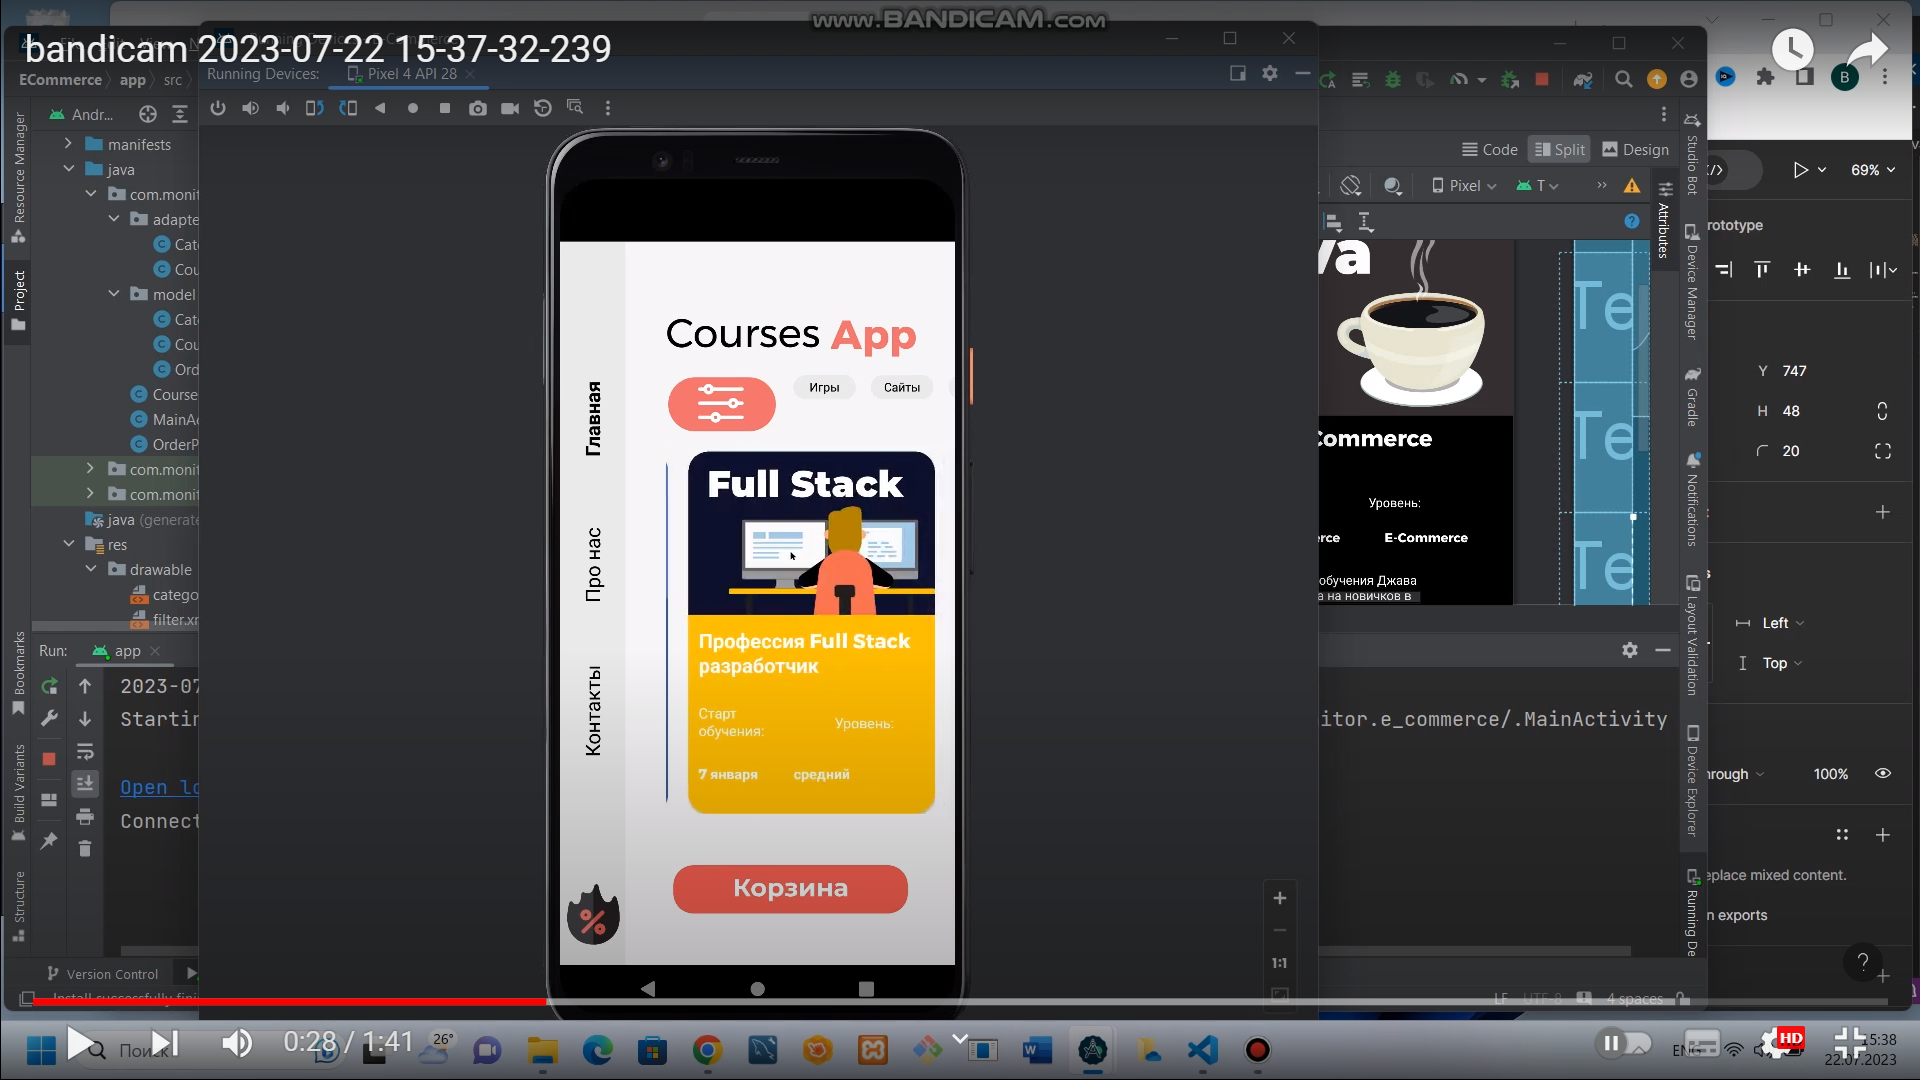 www.BANDICAM.com
bandicam 2023-07-22 15-37-32-239
ECommerce
app
src
Running Devices:
Pixel 4 API 28
B
Andr...
Code
Split
Design
Pixel
T
69%
manifests
java
com.monit
adapte
Cate
Cou
model
Cate
Cou
Orde
Course
MainAc
OrderP
com.monit
com.monit
java (generate
res
drawable
catego
filter.xr
Resource Manager
Project
Bookmarks
Build Variants
Structure
Run:
app
2023-07
Startin
Open lo
Connect
Version Control
Courses App
Игры
Сайты
Главная
Про нас
Контакты
Full Stack
Профессия Full Stack
разработчик
Старт
обучения:
Уровень:
7 января
средний
Корзина
%
va
Commerce
Уровень:
rce
E-Commerce
обучения Джава
а на новичков в
Te
Te
Te
itor.e_commerce/.MainActivity
1:1
Attributes
Studio Bot
Device Manager
Gradle
Notifications
Layout Validation
Device Explorer
Running De
rototype
Y 747
H 48
20
Left
Top
hrough
100%
eplace mixed content.
n exports
?
Install successfully fini
LF
UTF-8
4 spaces
0:28 / 1:41
Поиск
26°
HD
15:38
22.07.2023